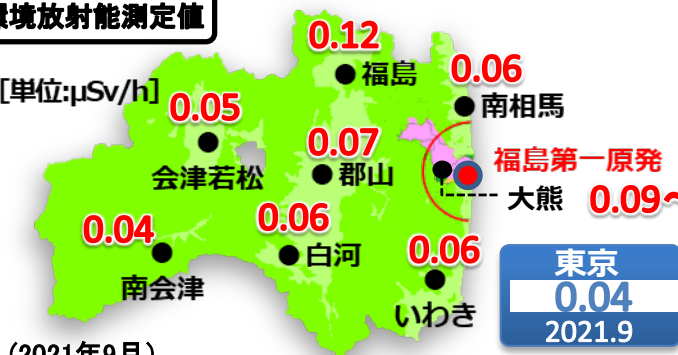 環境放射能測定値
[単位:μSv/h]
0.12
福島
0.06
南相馬
0.05
会津若松
0.07
郡山
福島第一原発
大熊 0.09~
0.04
南会津
0.06
白河
0.06
いわき
東京
0.04
2021.9
(2021年9月)